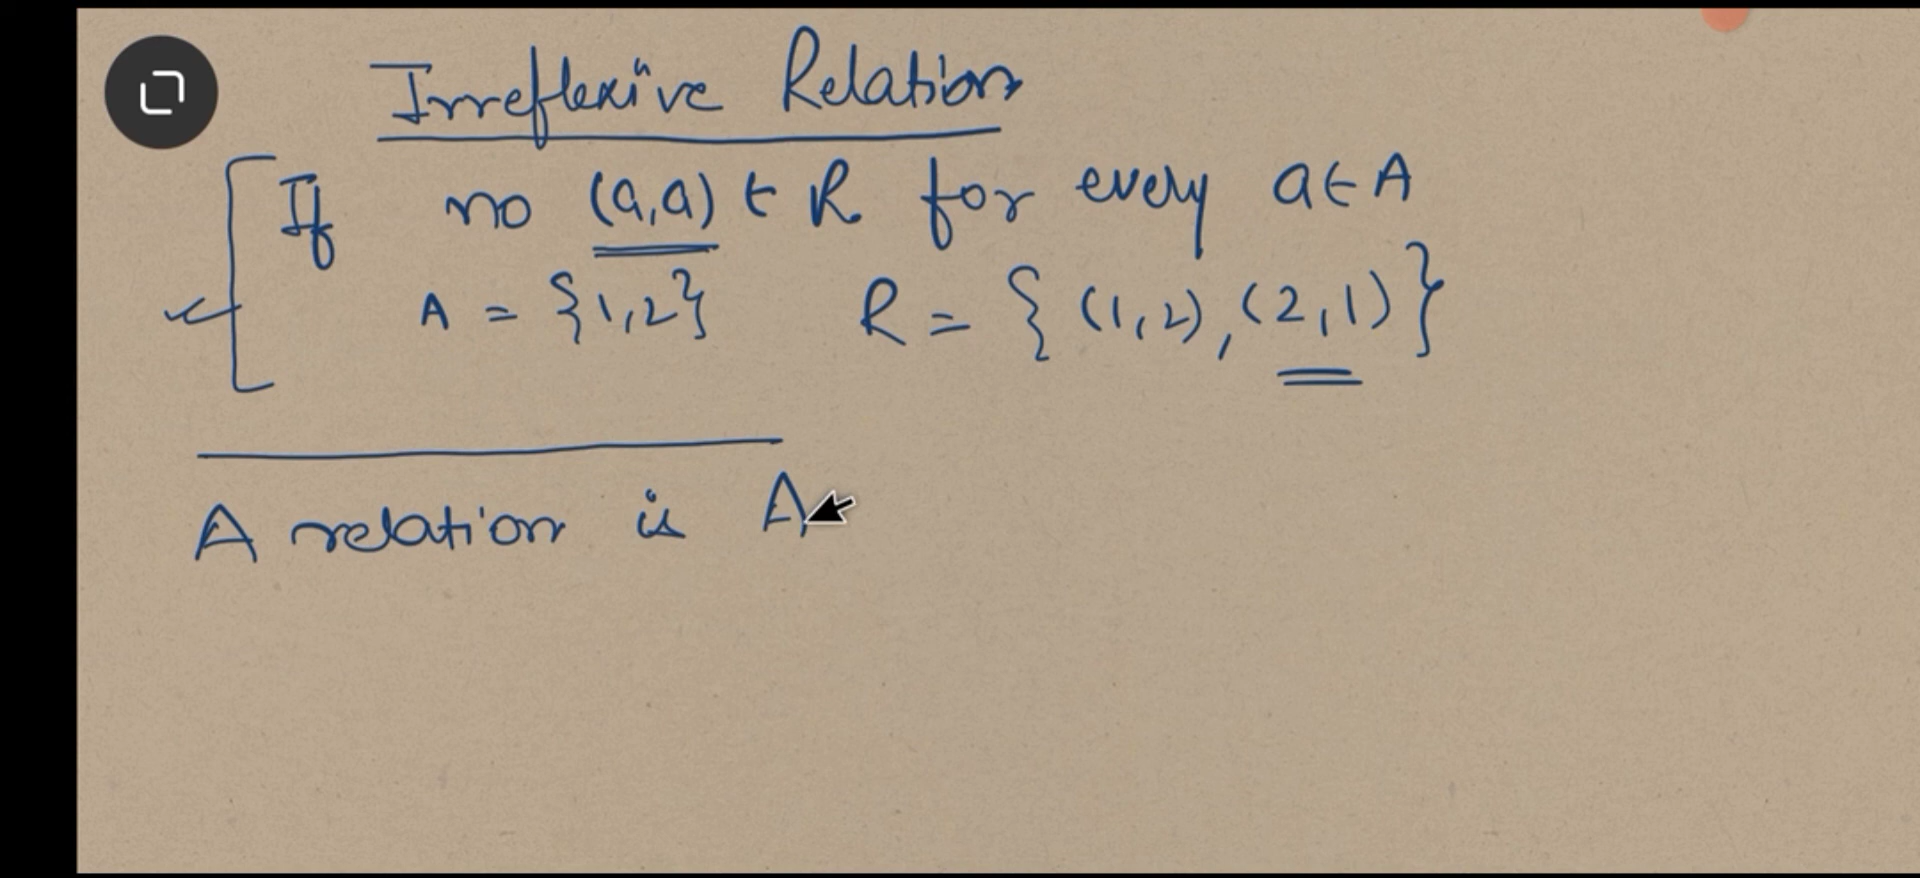 Irreflexive Relation
If no (a,a) ∈ R for every a ∈ A
A = {1,2} R = { (1,2), (2,1) }
A relation is A